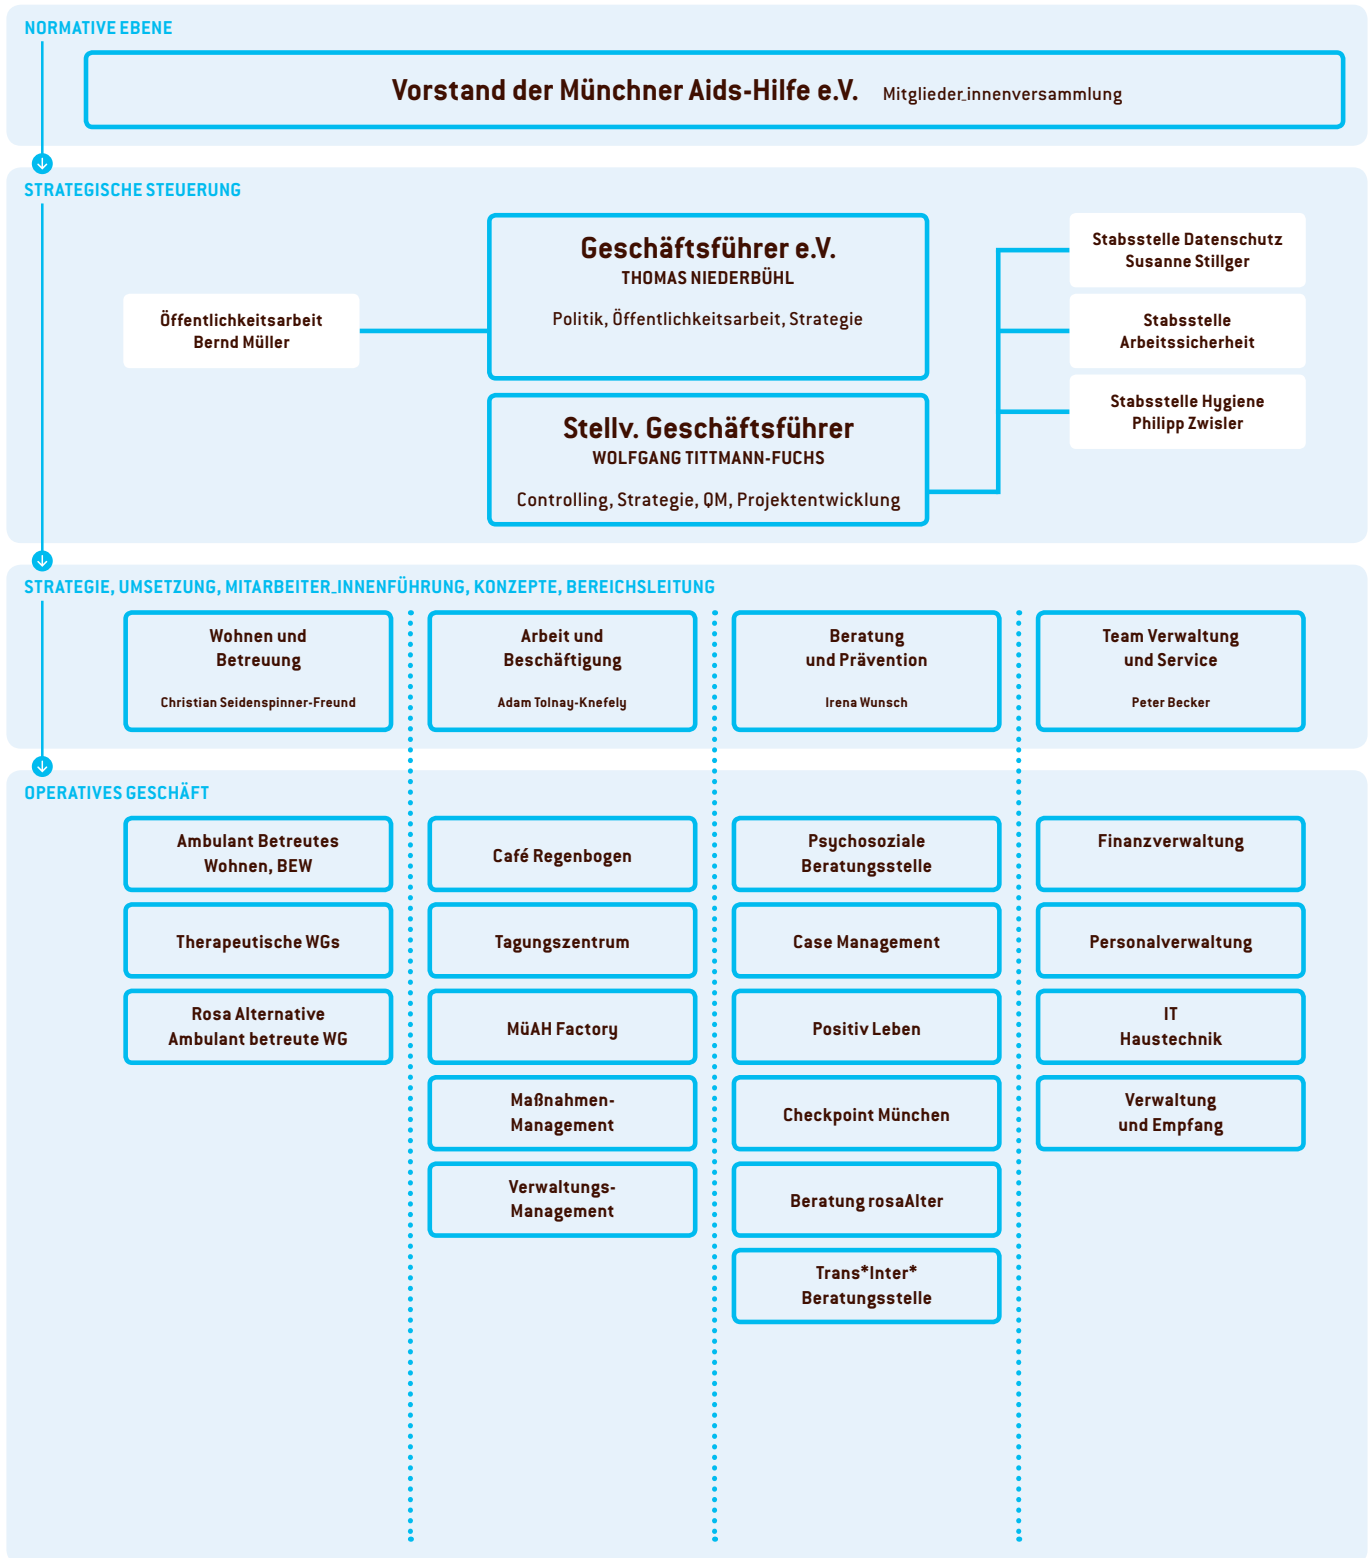 NORMATIVE EBENE
Vorstand der Münchner Aids-Hilfe e.V. Mitglieder_innenversammlung
STRATEGISCHE STEUERUNG
Geschäftsführer e.V.
THOMAS NIEDERBÜHL
Politik, Öffentlichkeitsarbeit, Strategie
Öffentlichkeitsarbeit
Bernd Müller
Stellv. Geschäftsführer
WOLFGANG TITTMANN-FUCHS
Controlling, Strategie, QM, Projektentwicklung
Stabsstelle Datenschutz
Susanne Stillger
Stabsstelle
Arbeitssicherheit
Stabsstelle Hygiene
Philipp Zwisler
STRATEGIE, UMSETZUNG, MITARBEITER_INNENFÜHRUNG, KONZEPTE, BEREICHSLEITUNG
Wohnen und
Betreuung
Christian Seidenspinner-Freund
Arbeit und
Beschäftigung
Adam Tolnay-Knefely
Beratung
und Prävention
Irena Wunsch
Team Verwaltung
und Service
Peter Becker
OPERATIVES GESCHÄFT
Ambulant Betreutes
Wohnen, BEW
Therapeutische WGs
Rosa Alternative
Ambulant betreute WG
Café Regenbogen
Tagungszentrum
MüAH Factory
Maßnahmen-
Management
Verwaltungs-
Management
Psychosoziale
Beratungsstelle
Case Management
Positiv Leben
Checkpoint München
Beratung rosaAlter
Trans*Inter*
Beratungsstelle
Finanzverwaltung
Personalverwaltung
IT
Haustechnik
Verwaltung
und Empfang